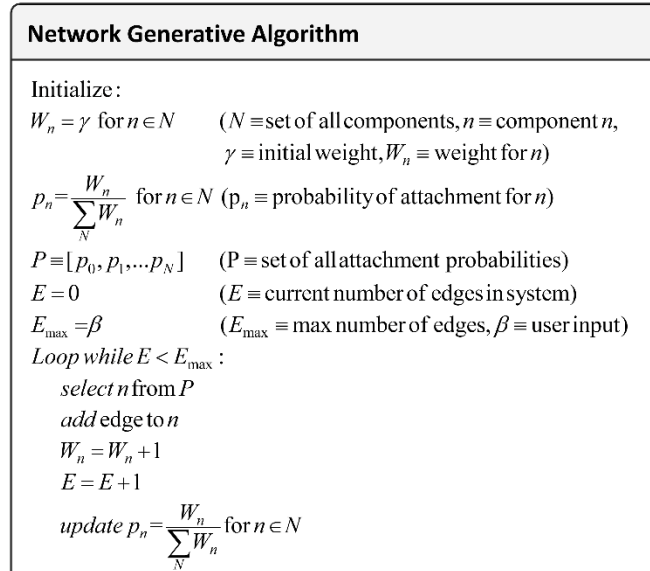 Network Generative Algorithm
Initialize:
W_n = γ for n ∈ N (N ≡ set of all components, n ≡ component n,
γ ≡ initial weight, W_n ≡ weight for n)
p_n = W_n / ∑_N W_n for n ∈ N (p_n ≡ probability of attachment for n)
P ≡ [p_0, p_1, ... p_N] (P ≡ set of all attachment probabilities)
E = 0 (E ≡ current number of edges in system)
E_max = β (E_max ≡ max number of edges, β ≡ user input)
Loop while E < E_max :
select n from P
add edge to n
W_n = W_n + 1
E = E + 1
update p_n = W_n / ∑_N W_n for n ∈ N